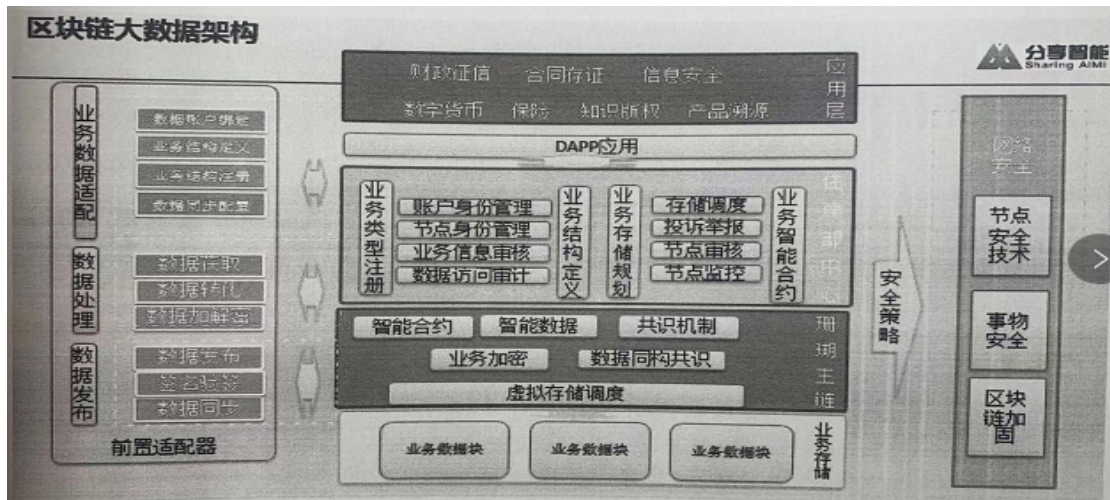 区块链大数据架构
分享智能
Sharing AIMI
业务数据适配
数据账户绑定
业务结构定义
业务结构注册
数据同步配置
数据处理
数据获取
数据转化
数据加解密
数据发布
数据发布
签名验签
数据同步
前置适配器
财政征信 合同存证 信息安全
数字货币 保险 知识版权 产品溯源
应用层
DAPP应用
业务类型注册
账户身份管理
节点身份管理
业务信息审核
数据访问审计
业务结构定义
业务存储规划
存储调度
投诉举报
节点审核
节点监控
业务智能合约
住建部中心
智能合约 智能数据 共识机制
业务加密 数据同构共识
虚拟存储调度
珊瑚主链
业务数据块 业务数据块 业务数据块
业务存储
安全策略
网络
安全
节点
安全
技术
事物
安全
区块
链加
固